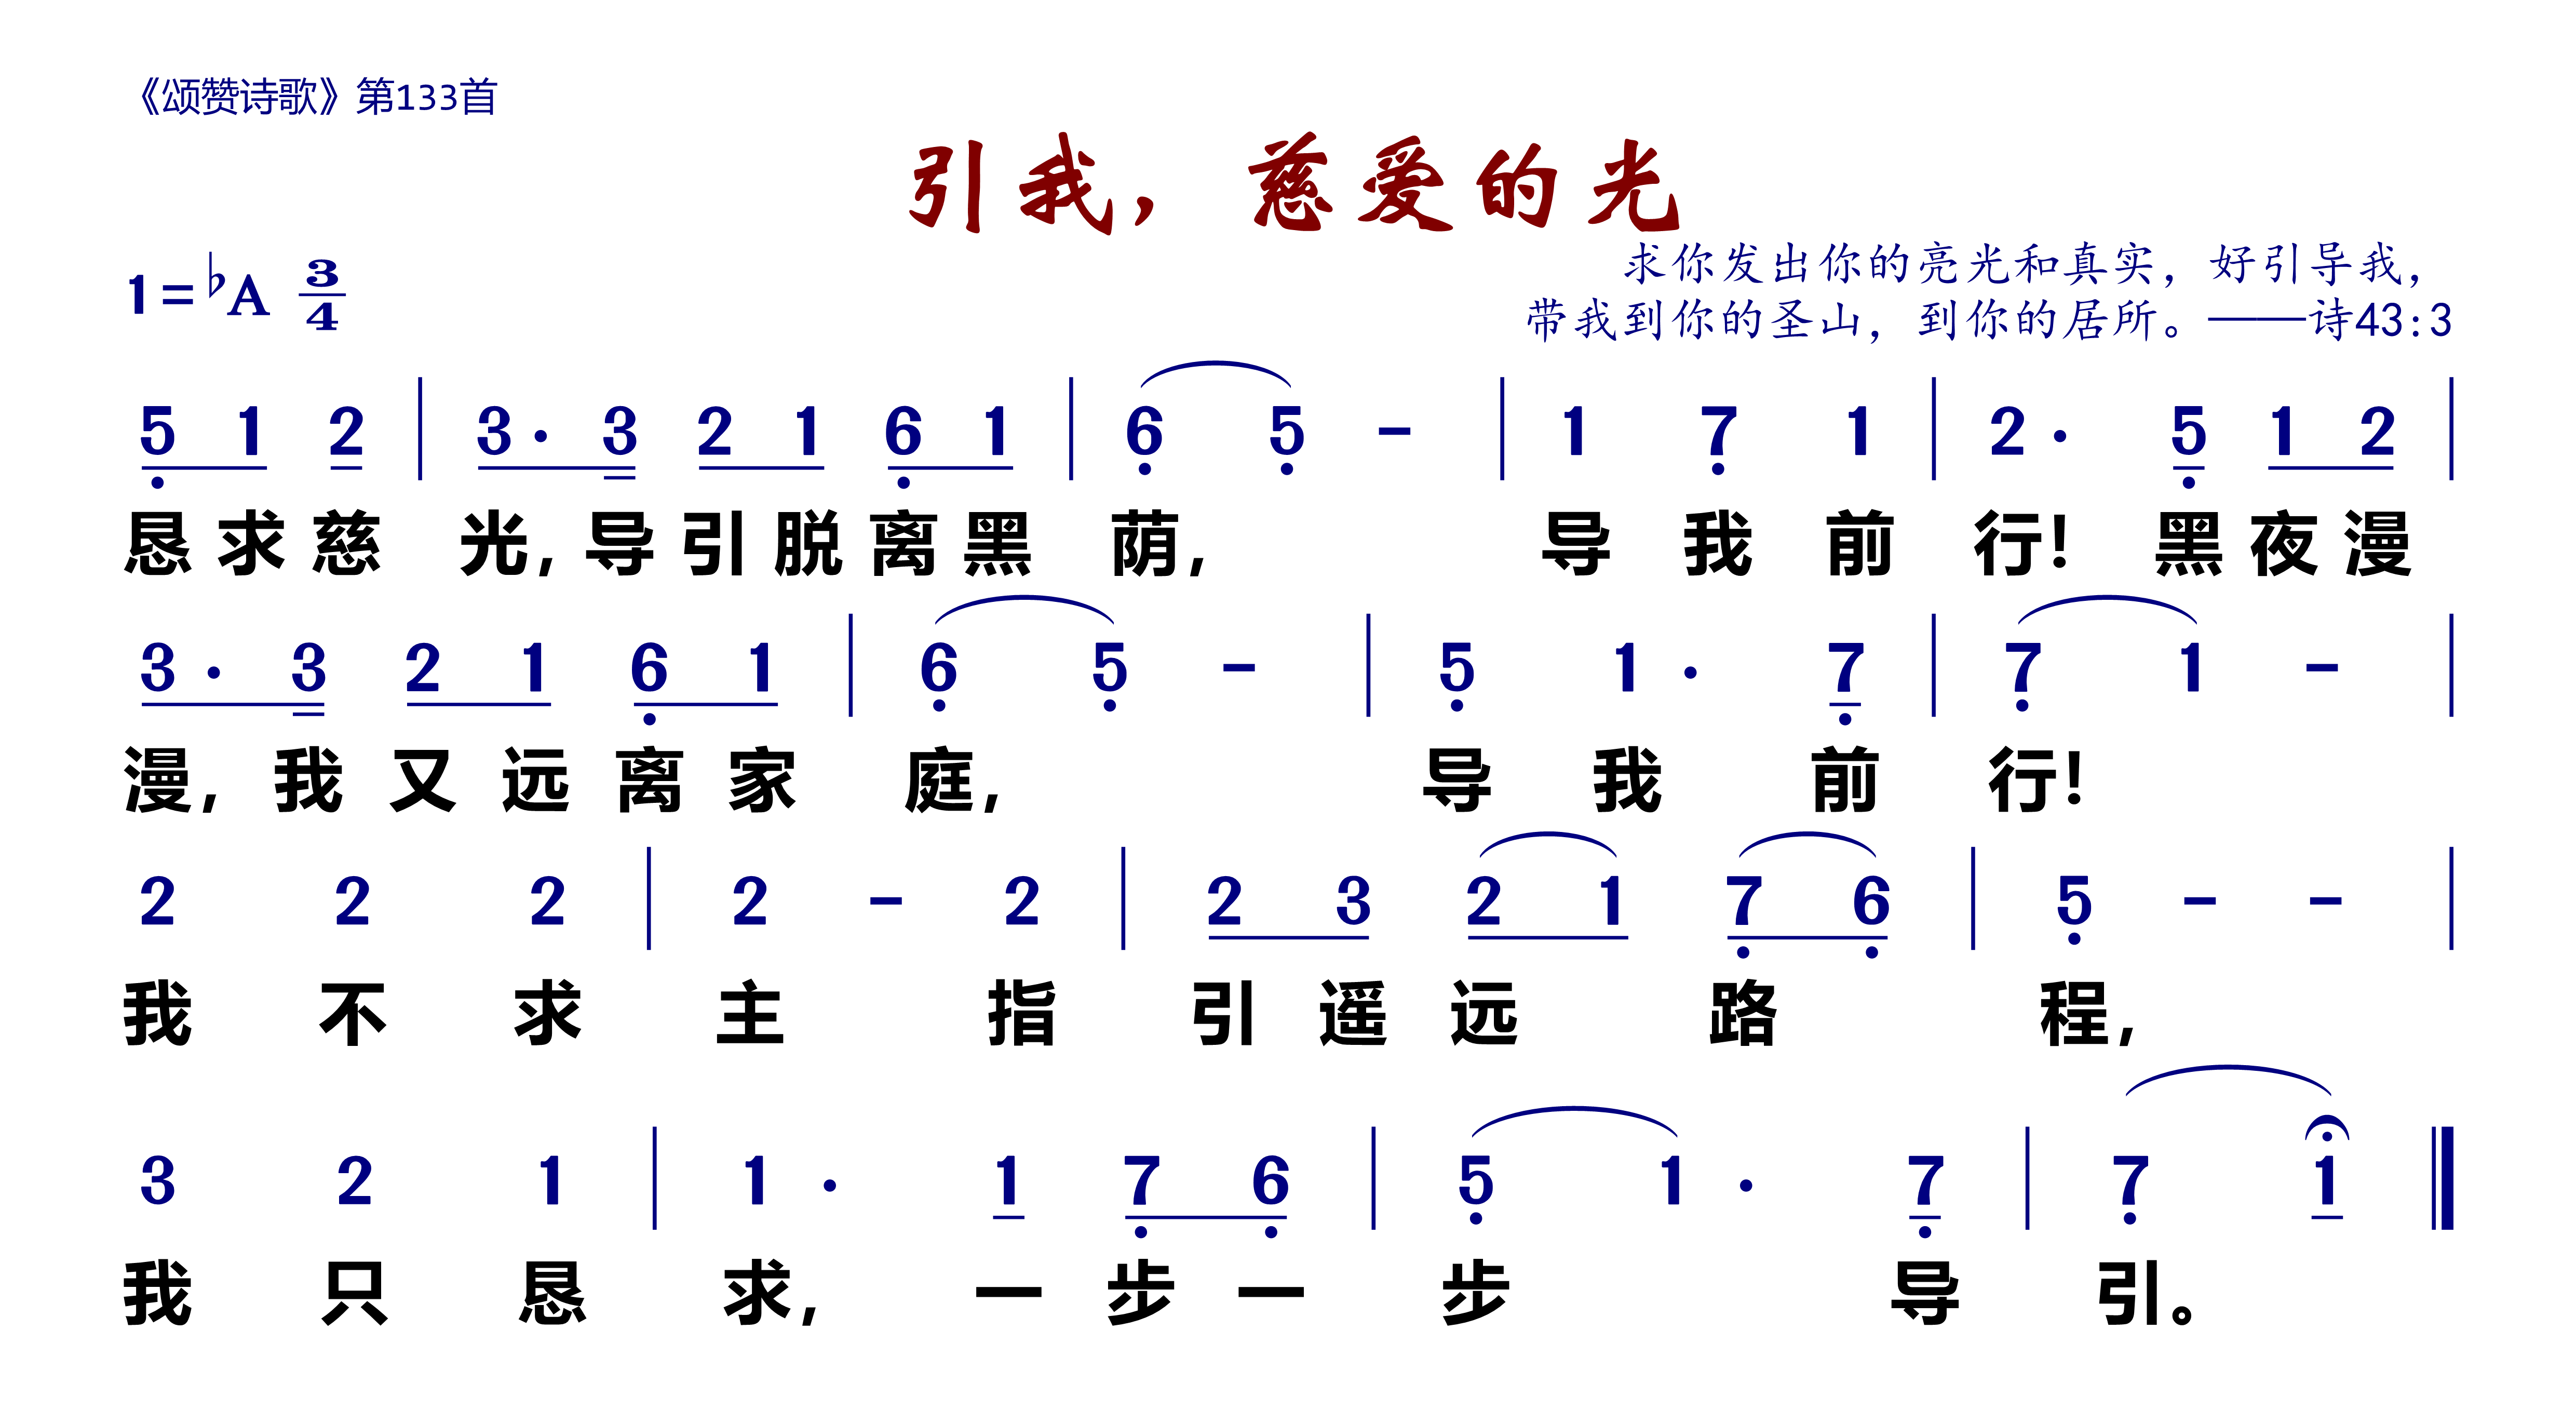 《颂赞诗歌》第133首
引我，慈爱的光
求你发出你的亮光和真实，好引导我，
1=♭A 3/4
带我到你的圣山，到你的居所。——诗43:3
5̣ 1 2 | 3· 3 2 1 6̣ 1 | 6̣ 5̣ - | 1 7̣ 1 | 2· 5̣ 1 2 |
恳求慈 光，导引脱离黑 荫， 导我前 行！黑夜漫
3· 3 2 1 6̣ 1 | 6̣ 5̣ - | 5̣ 1· 7̣ | 7̣ 1 - |
漫，我又远离家 庭， 导我前 行！
2 2 2 | 2 - 2 | 2 3 2 1 7̣ 6̣ | 5̣ - - |
我不求 主 指 引遥远路 程，
3 2 1 | 1· 1 7̣ 6̣ | 5̣ 1· 7̣ | 7̣ 1
我只恳 求，一步一 步 导 引。